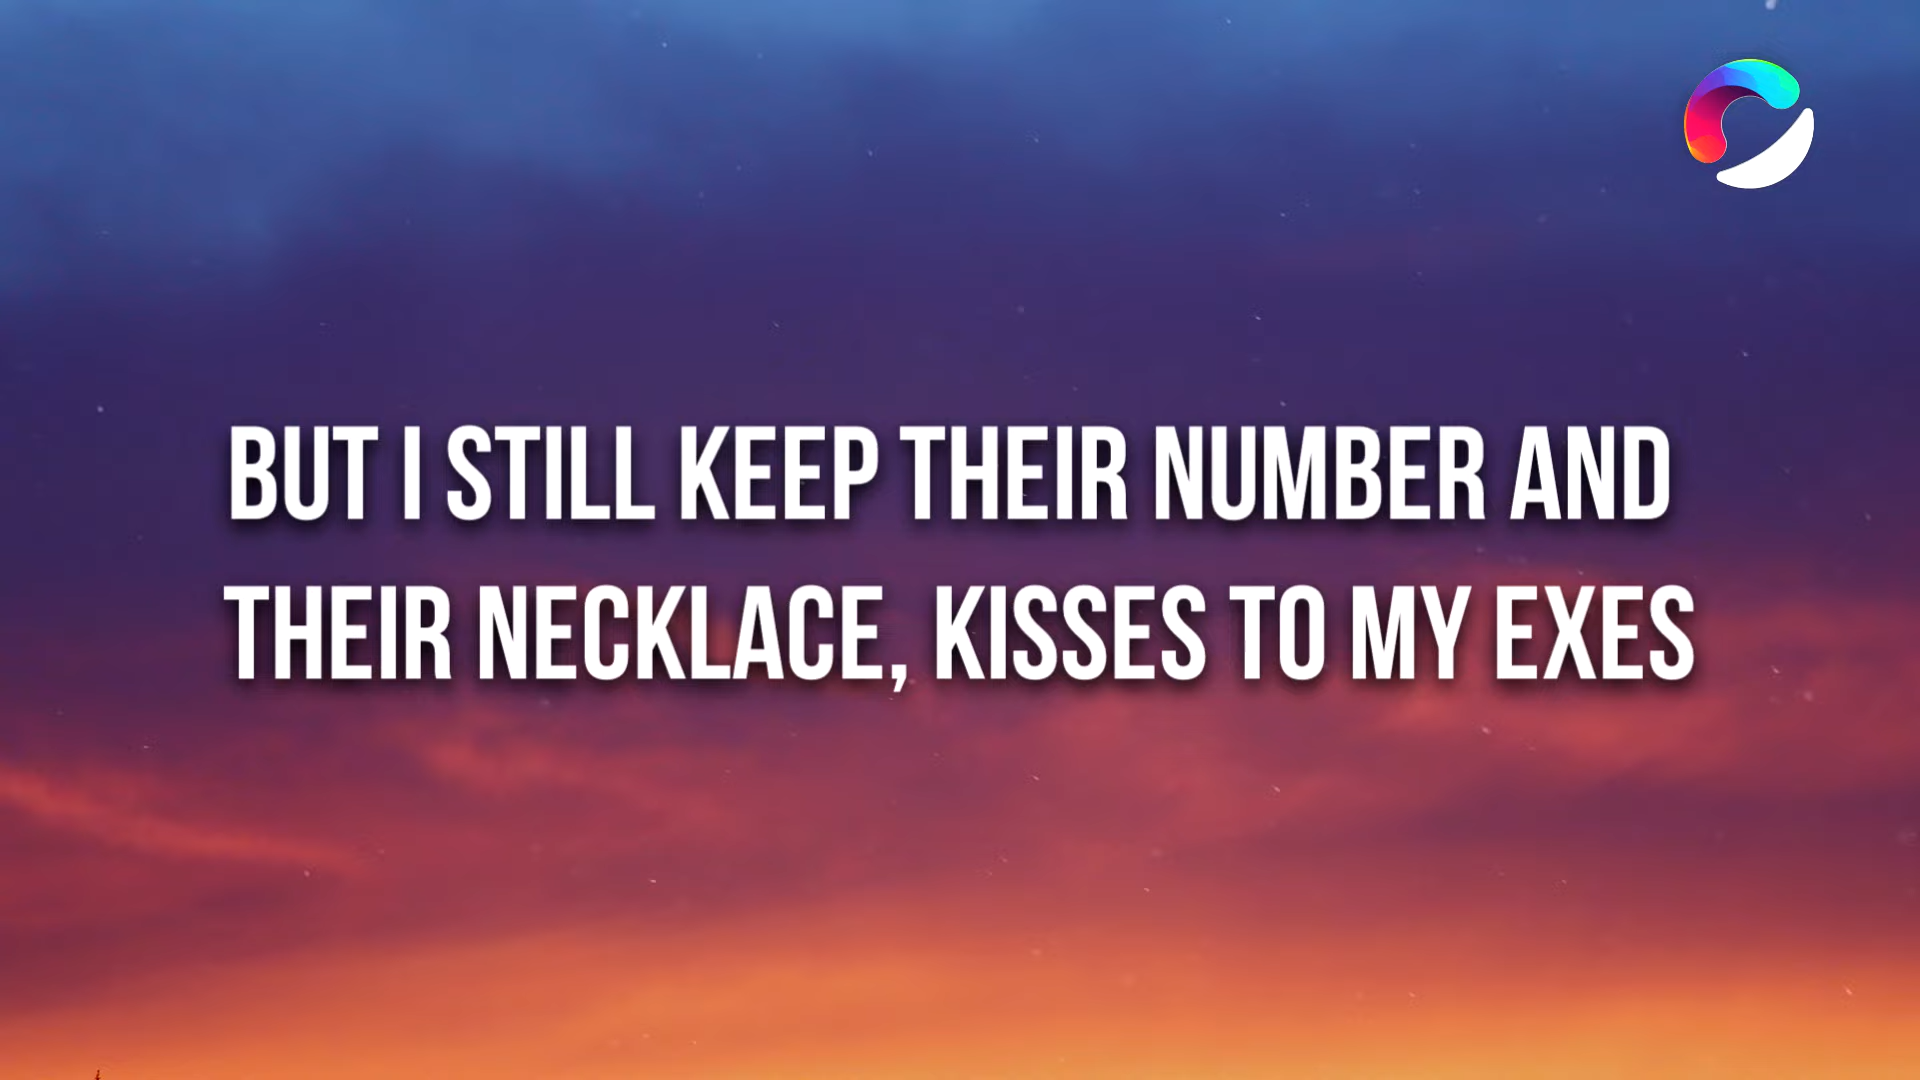 BUT I STILL KEEP THEIR NUMBER AND
THEIR NECKLACE, KISSES TO MY EXES